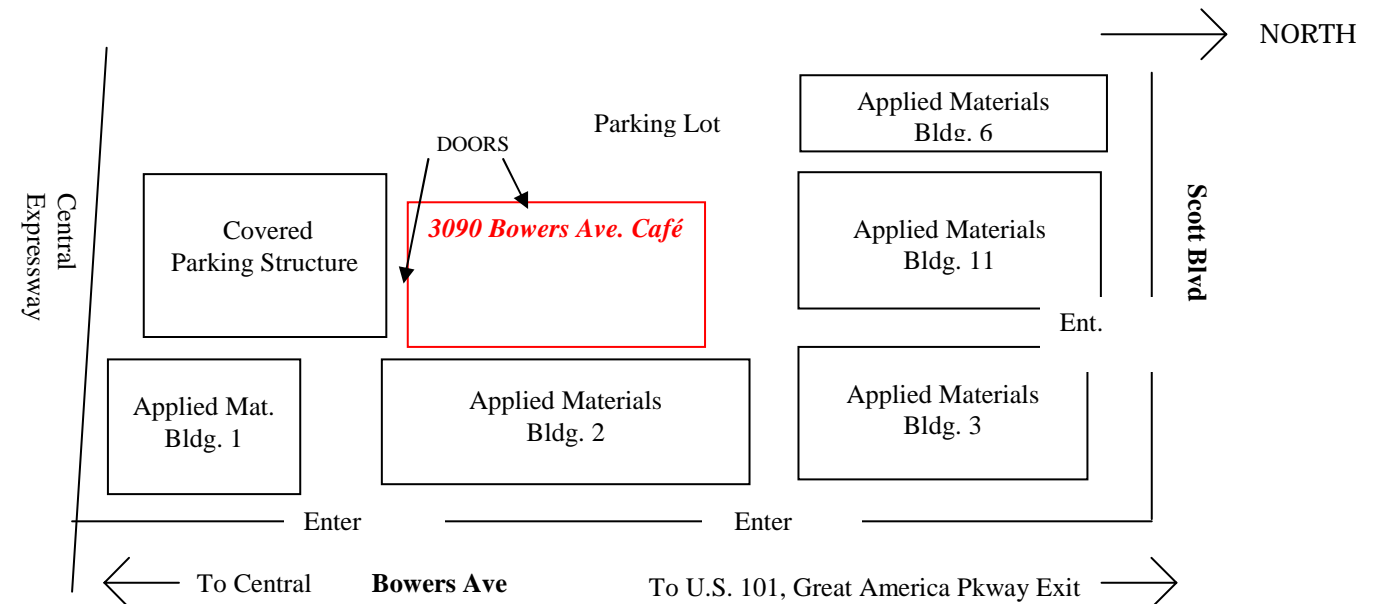 NORTH
Applied Materials
Bldg. 6
Parking Lot
DOORS
Central
Expressway
Covered
Parking Structure
3090 Bowers Ave. Café
Applied Materials
Bldg. 11
Scott Blvd
Ent.
Applied Mat.
Bldg. 1
Applied Materials
Bldg. 2
Applied Materials
Bldg. 3
Enter
Enter
To Central
Bowers Ave
To U.S. 101, Great America Pkway Exit